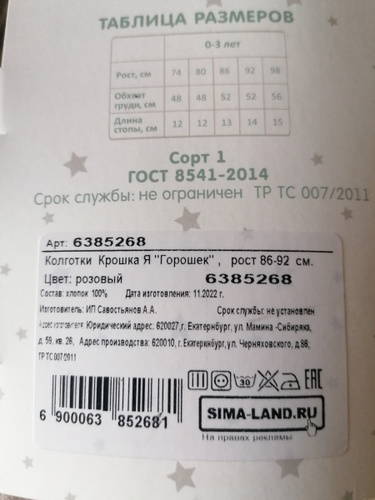 ТАБЛИЦА РАЗМЕРОВ
0-3 лет
Рост, см 74 80 86 92 98
Обхват груди, см 48 48 52 52 56
Длина стопы, см 12 12 13 14 15
Сорт 1
ГОСТ 8541-2014
Срок службы: не ограничен ТР ТС 007/2011
Арт: 6385268
Колготки Крошка Я "Горошек" , рост 86-92 см.
Цвет: розовый 6385268
Состав: хлопок 100% Дата изготовления: 11.2022 г.
Изготовитель: ИП Савостьянов А.А. Срок службы: не установлен
Адрес изготовителя: Юридический адрес: 620027, г. Екатеринбург, ул. Мамина -Сибиряка,
д. 59, кв. 26, Адрес производства: 620010, г. Екатеринбург, ул. Черняховского, д.86,
ТР ТС 007/2011
30 EAC
SIMA-LAND.RU
6 900063 852681
На правах рекламы